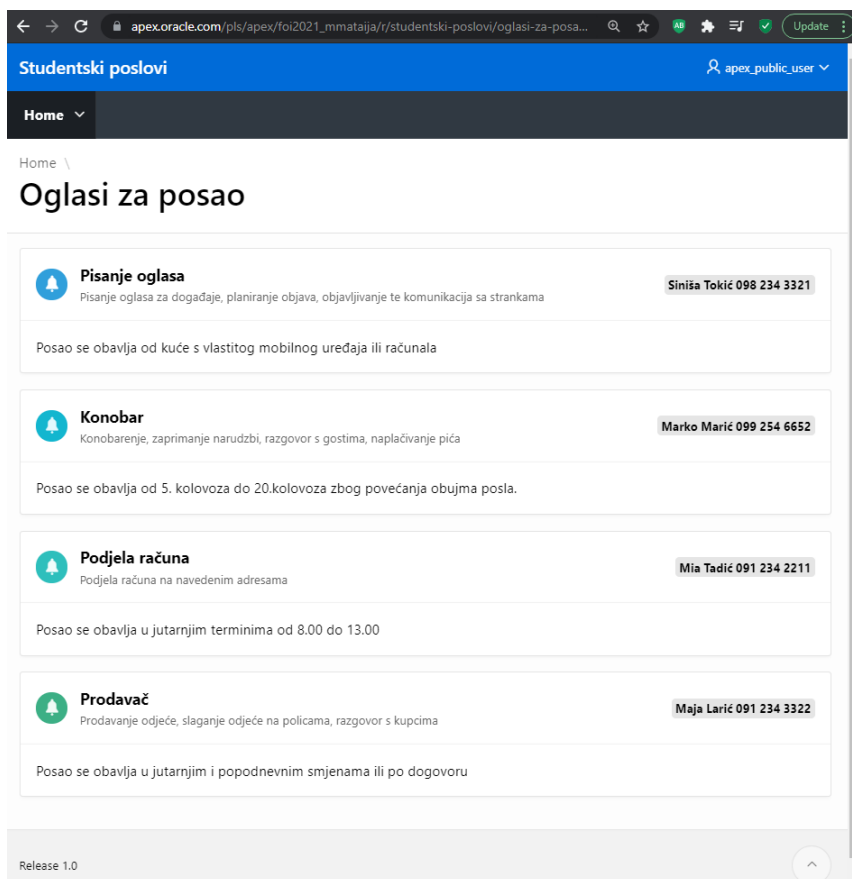 apex.oracle.com/pls/apex/foi2021_mmataija/r/studentski-poslovi/oglasi-za-posa...
AB
Update
Studentski poslovi
apex_public_user
Home
Home \
Oglasi za posao
Pisanje oglasa
Siniša Tokić 098 234 3321
Pisanje oglasa za događaje, planiranje objava, objavljivanje te komunikacija sa strankama
Posao se obavlja od kuće s vlastitog mobilnog uređaja ili računala
Konobar
Marko Marić 099 254 6652
Konobarenje, zaprimanje narudzbi, razgovor s gostima, naplačivanje pića
Posao se obavlja od 5. kolovoza do 20.kolovoza zbog povećanja obujma posla.
Podjela računa
Mia Tadić 091 234 2211
Podjela računa na navedenim adresama
Posao se obavlja u jutarnjim terminima od 8.00 do 13.00
Prodavač
Maja Larić 091 234 3322
Prodavanje odjeće, slaganje odjeće na policama, razgovor s kupcima
Posao se obavlja u jutarnjim i popodnevnim smjenama ili po dogovoru
Release 1.0